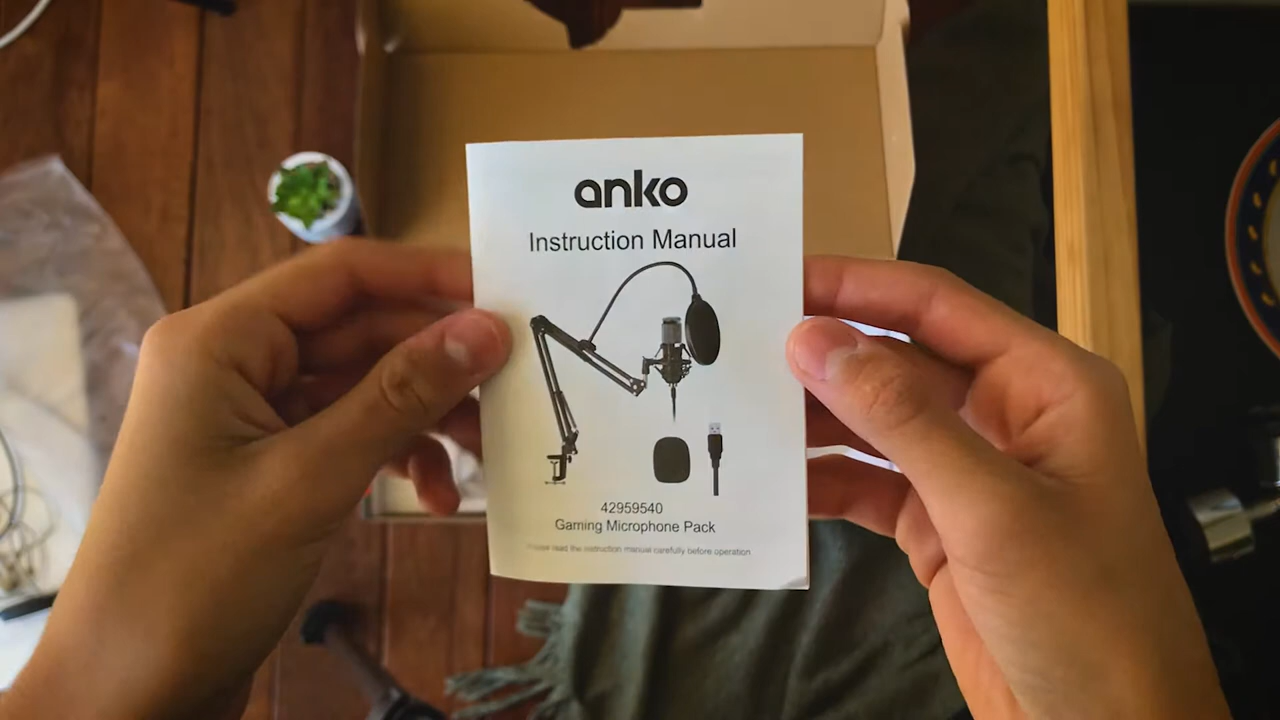 anko
Instruction Manual
42959540
Gaming Microphone Pack
Please read the instruction manual carefully before operation